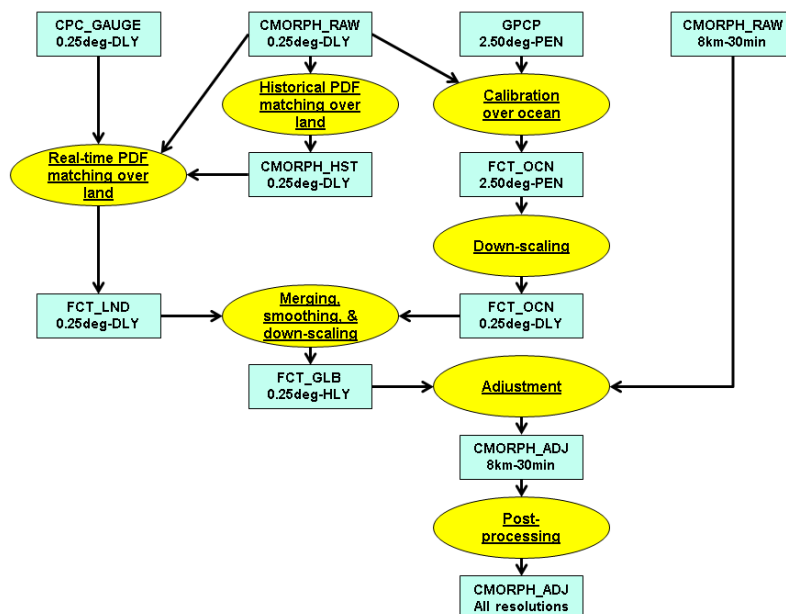 CPC_GAUGE
0.25deg-DLY
CMORPH_RAW
0.25deg-DLY
GPCP
2.50deg-PEN
CMORPH_RAW
8km-30min
Historical PDF
matching over
land
Calibration
over ocean
Real-time PDF
matching over
land
CMORPH_HST
0.25deg-DLY
FCT_OCN
2.50deg-PEN
Down-scaling
FCT_LND
0.25deg-DLY
Merging,
smoothing, &
down-scaling
FCT_OCN
0.25deg-DLY
FCT_GLB
0.25deg-HLY
Adjustment
CMORPH_ADJ
8km-30min
Post-
processing
CMORPH_ADJ
All resolutions